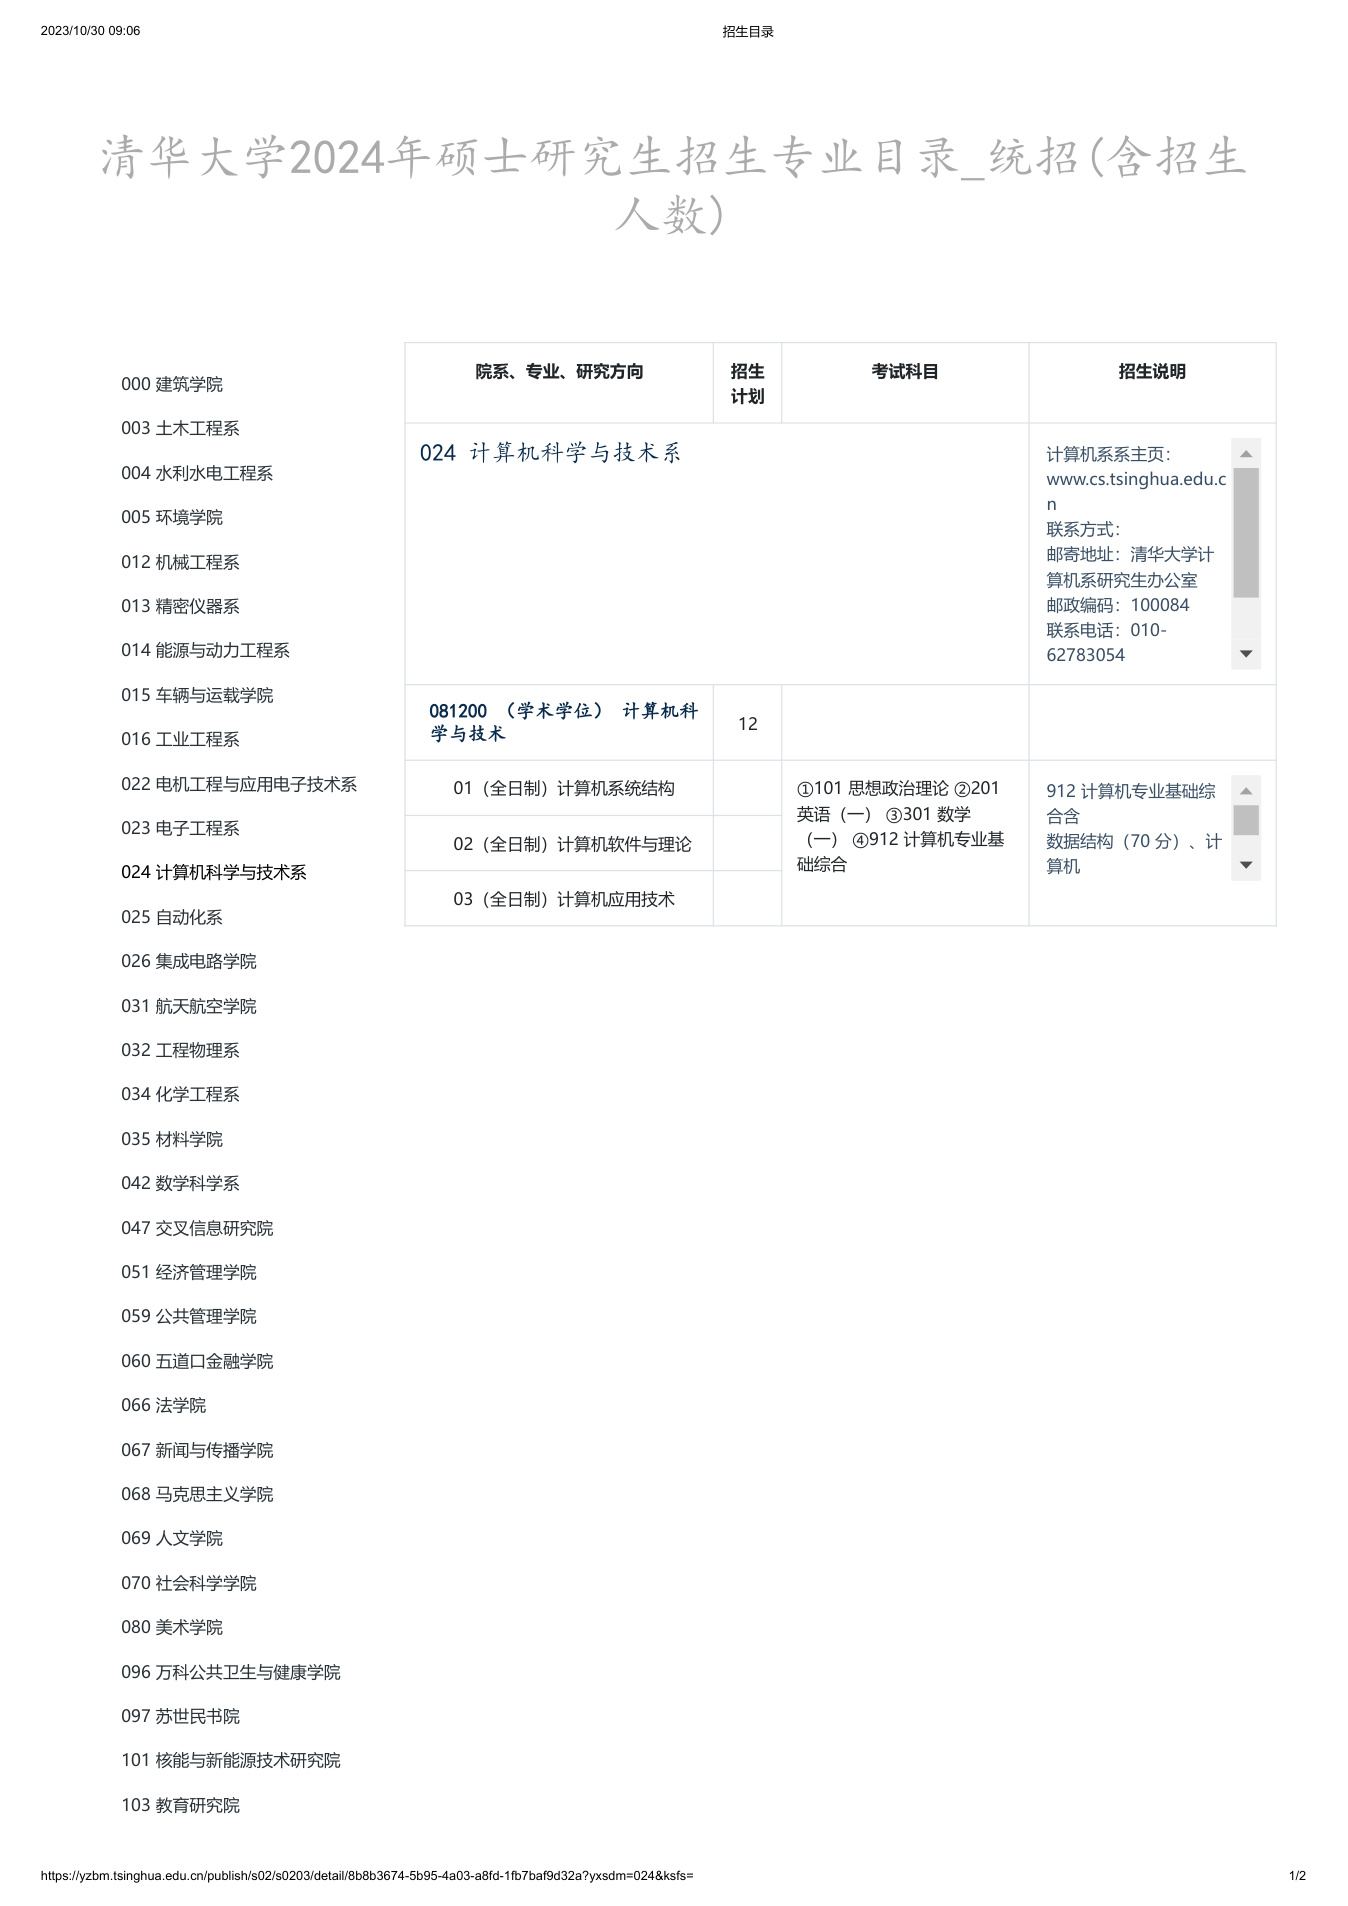 2023/10/30 09:06
招生目录
清华大学2024年硕士研究生招生专业目录_统招(含招生
人数)
000 建筑学院
003 土木工程系
004 水利水电工程系
005 环境学院
012 机械工程系
013 精密仪器系
014 能源与动力工程系
015 车辆与运载学院
016 工业工程系
022 电机工程与应用电子技术系
023 电子工程系
024 计算机科学与技术系
025 自动化系
026 集成电路学院
031 航天航空学院
032 工程物理系
034 化学工程系
035 材料学院
042 数学科学系
047 交叉信息研究院
051 经济管理学院
059 公共管理学院
060 五道口金融学院
066 法学院
067 新闻与传播学院
068 马克思主义学院
069 人文学院
070 社会科学学院
080 美术学院
096 万科公共卫生与健康学院
097 苏世民书院
101 核能与新能源技术研究院
103 教育研究院
院系、专业、研究方向
招生
计划
考试科目
招生说明
024 计算机科学与技术系
计算机系系主页：
www.cs.tsinghua.edu.c
n
联系方式：
邮寄地址：清华大学计
算机系研究生办公室
邮政编码：100084
联系电话：010-
62783054
081200 （学术学位） 计算机科
学与技术
12
01（全日制）计算机系统结构
02（全日制）计算机软件与理论
03（全日制）计算机应用技术
①101 思想政治理论 ②201
英语（一） ③301 数学
（一） ④912 计算机专业基
础综合
912 计算机专业基础综
合含
数据结构（70 分）、计
算机
https://yzbm.tsinghua.edu.cn/publish/s02/s0203/detail/8b8b3674-5b95-4a03-a8fd-1fb7baf9d32a?yxsdm=024&ksfs=
1/2